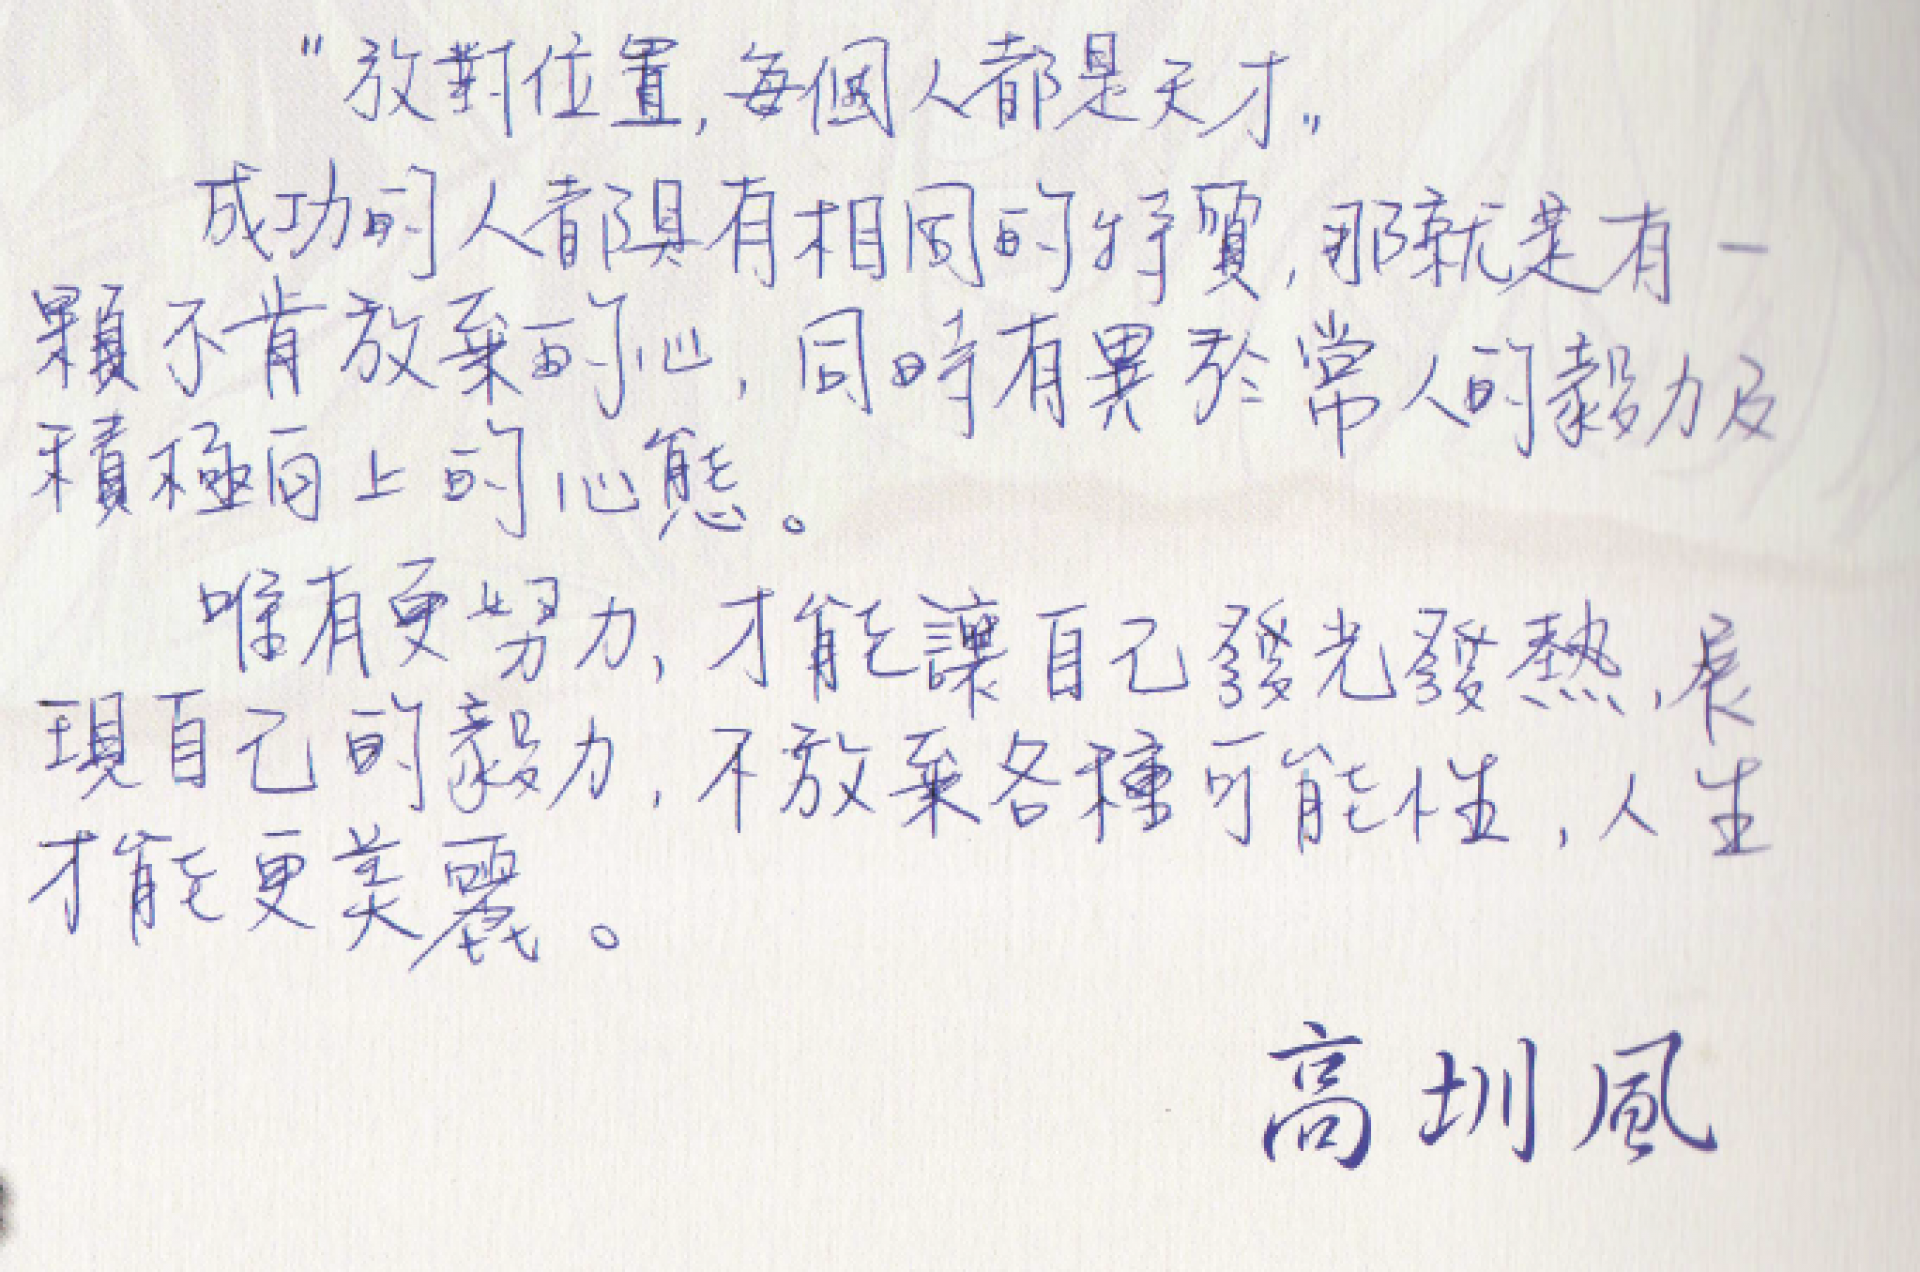 "放對位置,每個人都是天才"
成功的人都具有相同的特質,那就是有一
顆不肯放棄的心,同時有異於常人的毅力及
積極向上的心態。
唯有更努力,才能讓自己發光發熱,展
現自己的毅力,不放棄各種可能性,人生
才能更美麗。
高圳風